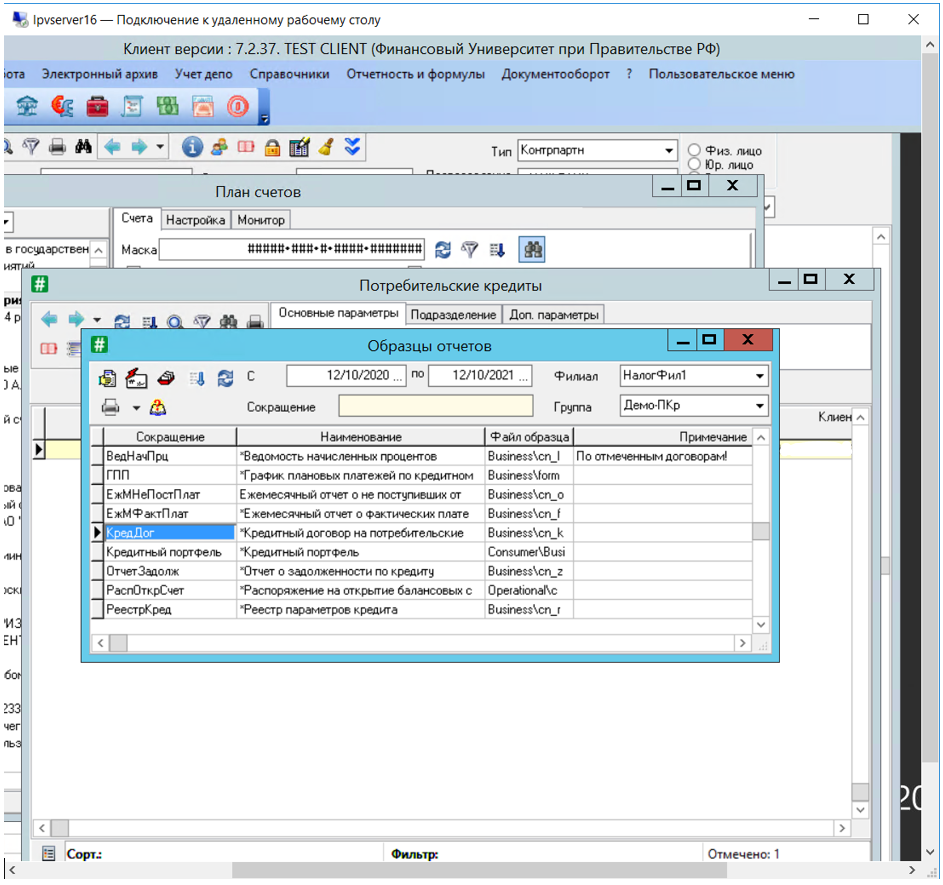 lpvserver16 — Подключение к удаленному рабочему столу
Клиент версии : 7.2.37. TEST CLIENT (Финансовый Университет при Правительстве РФ)
бота Электронный архив Учет депо Справочники Отчетность и формулы Документооборот ? Пользовательское меню
Тип Контрпартн Физ. лицо
Юр. лицо
План счетов
Счета Настройка Монитор
в государствен
Маска #####-###-#-####-#######
иятий
Потребительские кредиты
Основные параметры Подразделение Доп. параметры
Образцы отчетов
С 12/10/2020 ... по 12/10/2021 ... Филиал НалогФил1
Сокращение Группа Демо-ПКр
Клиен
Сокращение Наименование Файл образца Примечание
ВедНачПрц *Ведомость начисленных процентов Business\cn_l По отмеченным договорам!
ГПП *График плановых платежей по кредитном Business\form
ЕжМНеПостПлат Ежемесячный отчет о не поступивших от Business\cn_o
ЕжМФактПлат *Ежемесячный отчет о фактических плате Business\cn_f
КредДог *Кредитный договор на потребительские Business\cn_k
Кредитный портфель *Кредитный портфель Consumer\Busi
ОтчетЗадолж *Отчет о задолженности по кредиту Business\cn_z
РаспОткрСчет *Распоряжение на открытие балансовых с Operational\c
РеестрКред *Реестр параметров кредита Business\cn_r
20
Сорт.: Фильтр: Отмечено: 1